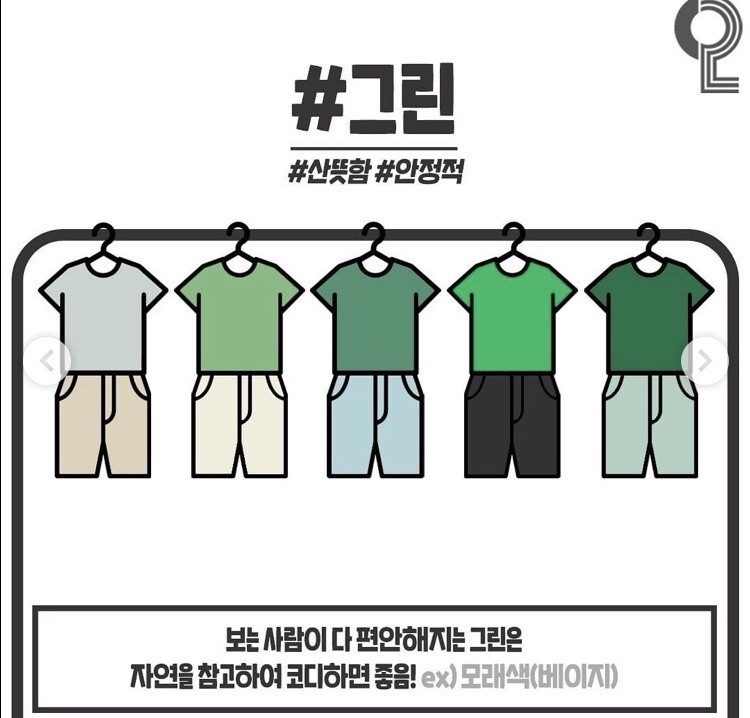 #그린
#산뜻함 #안정적
보는 사람이 다 편안해지는 그린은
자연을 참고하여 코디하면 좋음! ex) 모래색(베이지)